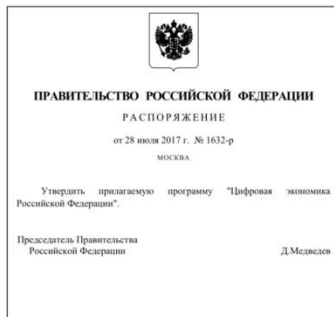 ПРАВИТЕЛЬСТВО РОССИЙСКОЙ ФЕДЕРАЦИИ
РАСПОРЯЖЕНИЕ
от 28 июля 2017 г. № 1632-р
МОСКВА
Утвердить прилагаемую программу "Цифровая экономика
Российской Федерации".
Председатель Правительства
Российской Федерации Д.Медведев